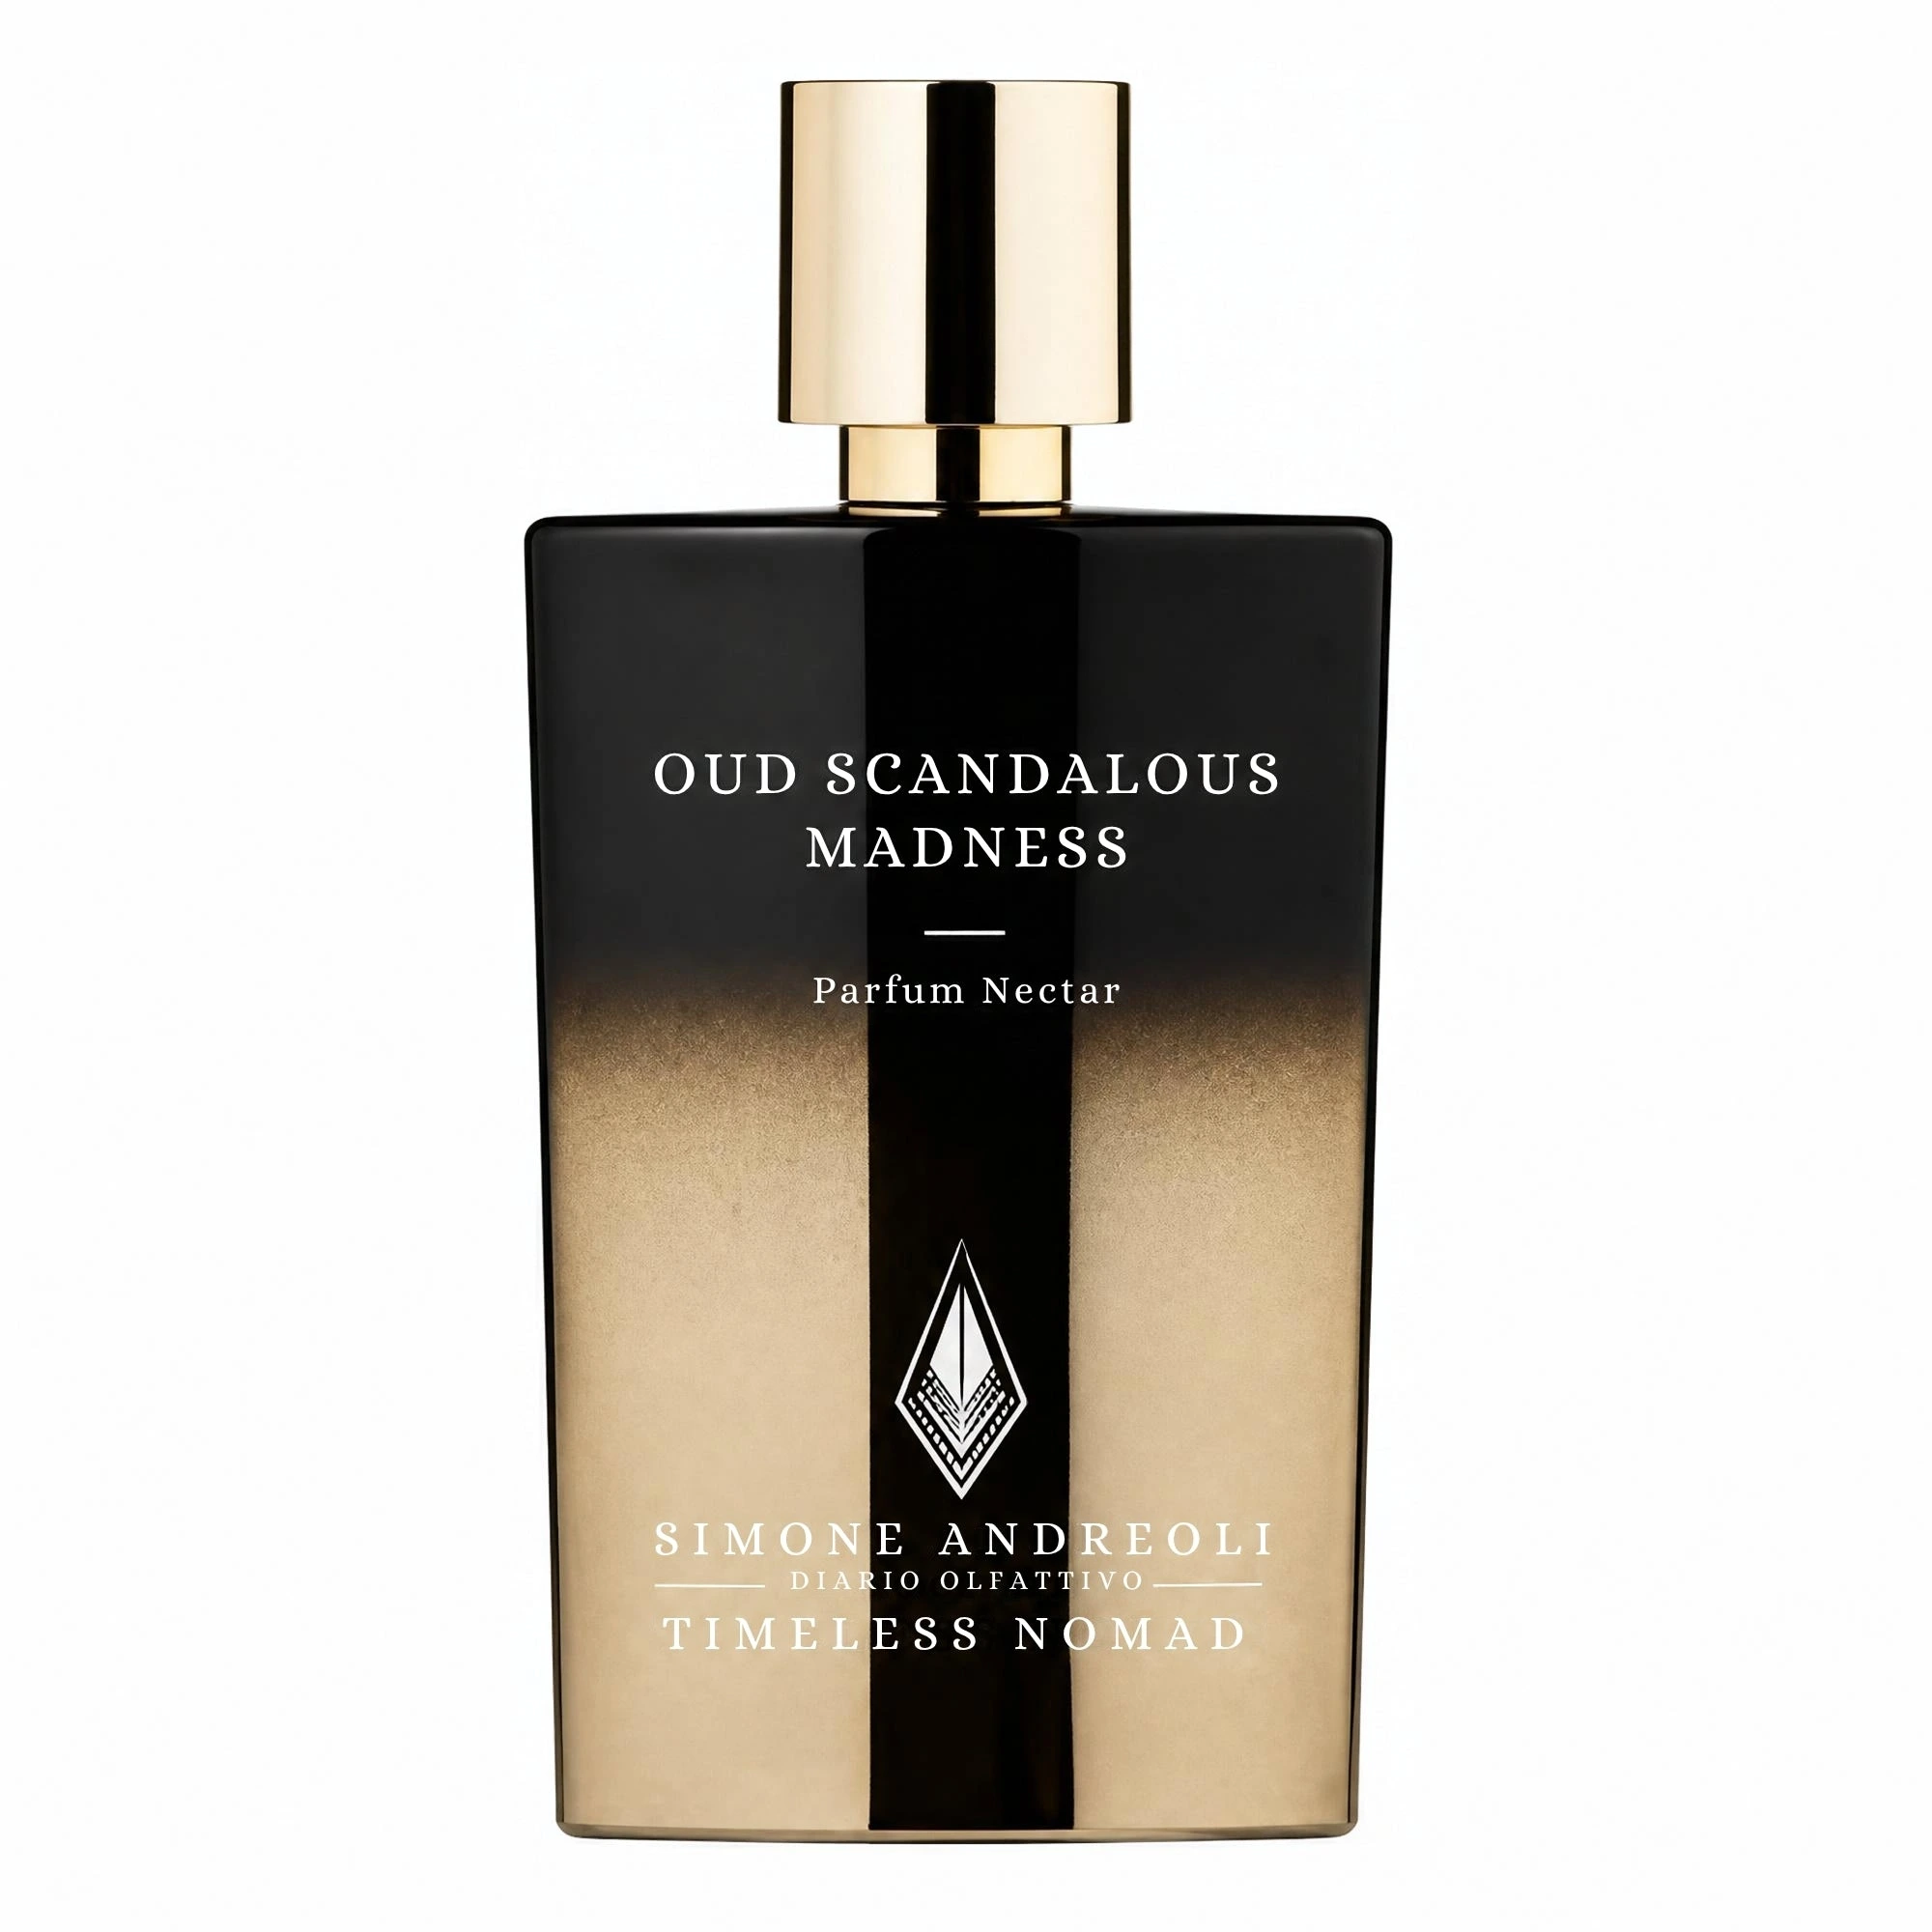 OUD SCANDALOUS
MADNESS
Parfum Nectar
SIMONE ANDREOLI
DIARIO OLFATTIVO
TIMELESS NOMAD